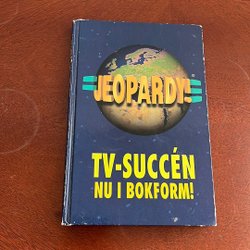 JEOPARDY!
TV-SUCCÉN
NU I BOKFORM!